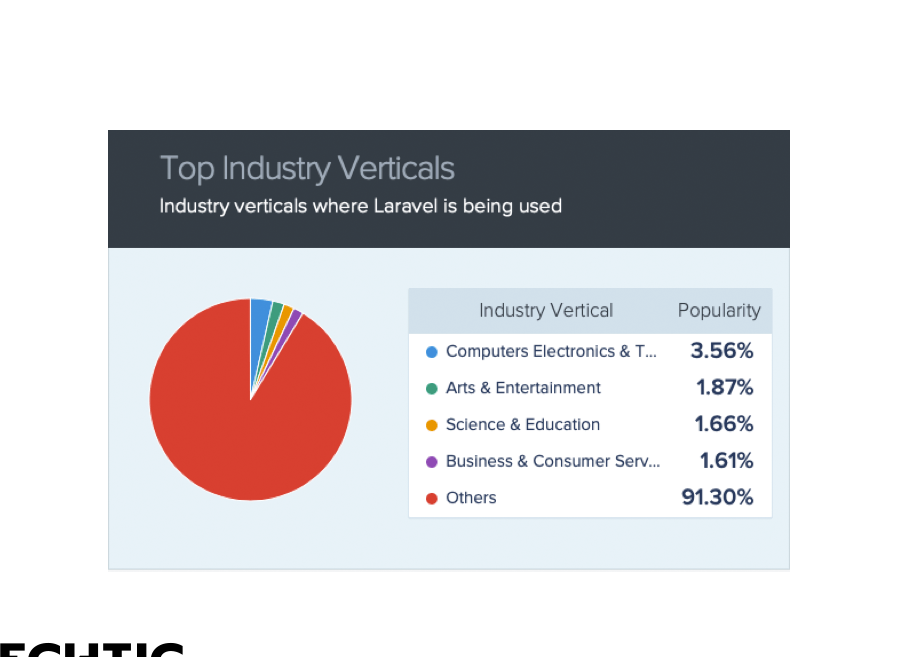 Top Industry Verticals
Industry verticals where Laravel is being used
Industry Vertical Popularity
Computers Electronics & T... 3.56%
Arts & Entertainment 1.87%
Science & Education 1.66%
Business & Consumer Serv... 1.61%
Others 91.30%